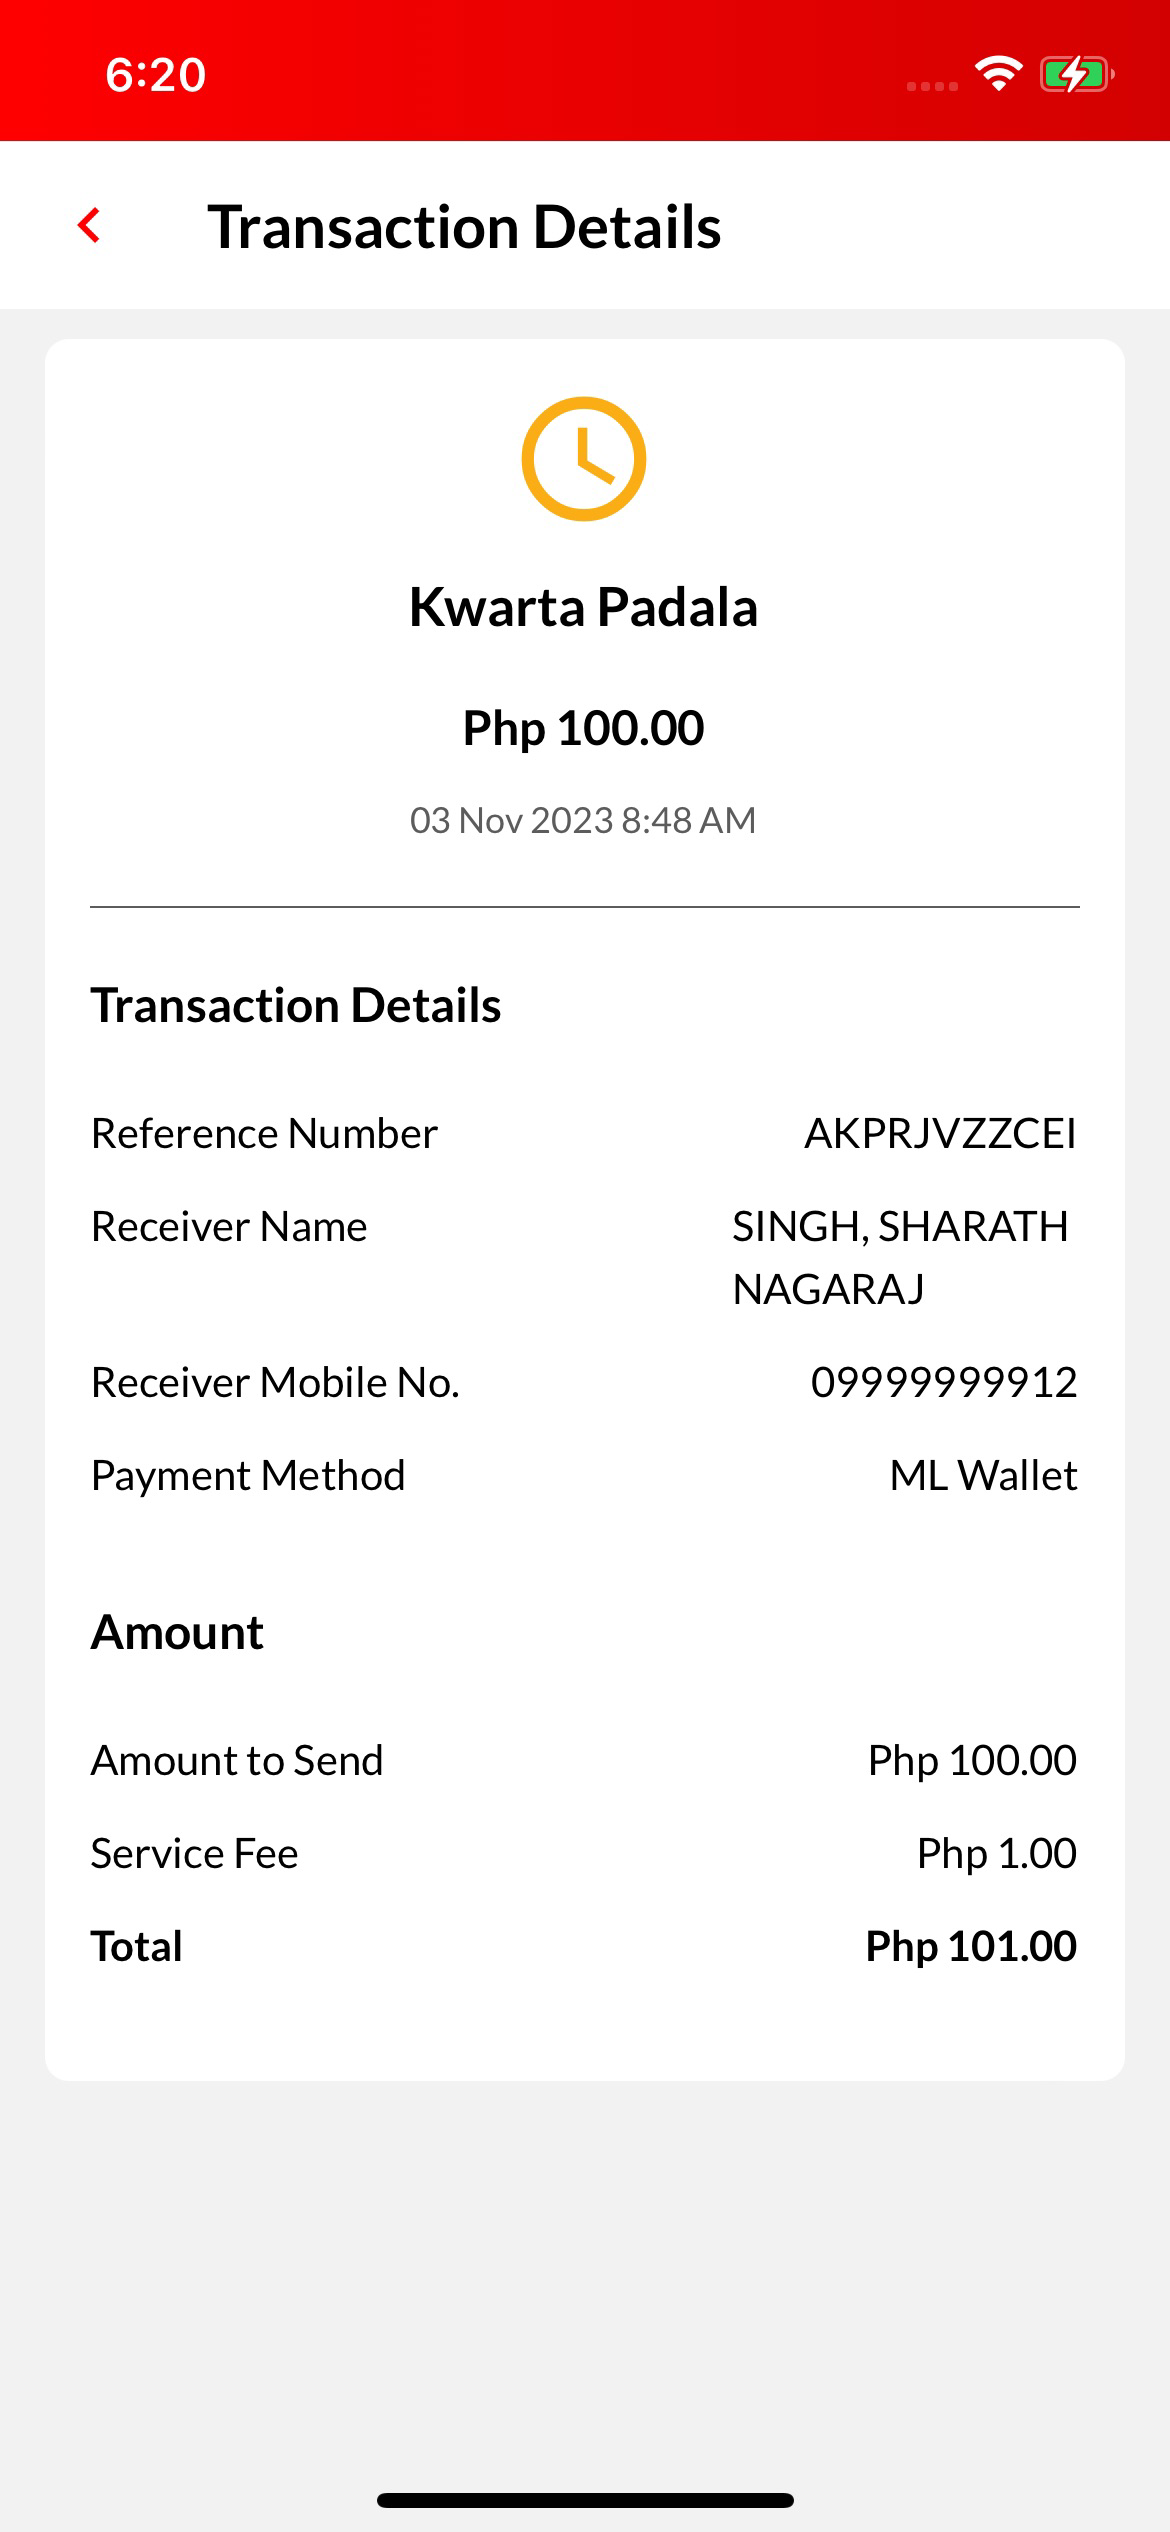 6:20
Transaction Details
Kwarta Padala
Php 100.00
03 Nov 2023 8:48 AM
Transaction Details
Reference Number AKPRJVZZCEI
Receiver Name SINGH, SHARATH
NAGARAJ
Receiver Mobile No. 09999999912
Payment Method ML Wallet
Amount
Amount to Send Php 100.00
Service Fee Php 1.00
Total Php 101.00